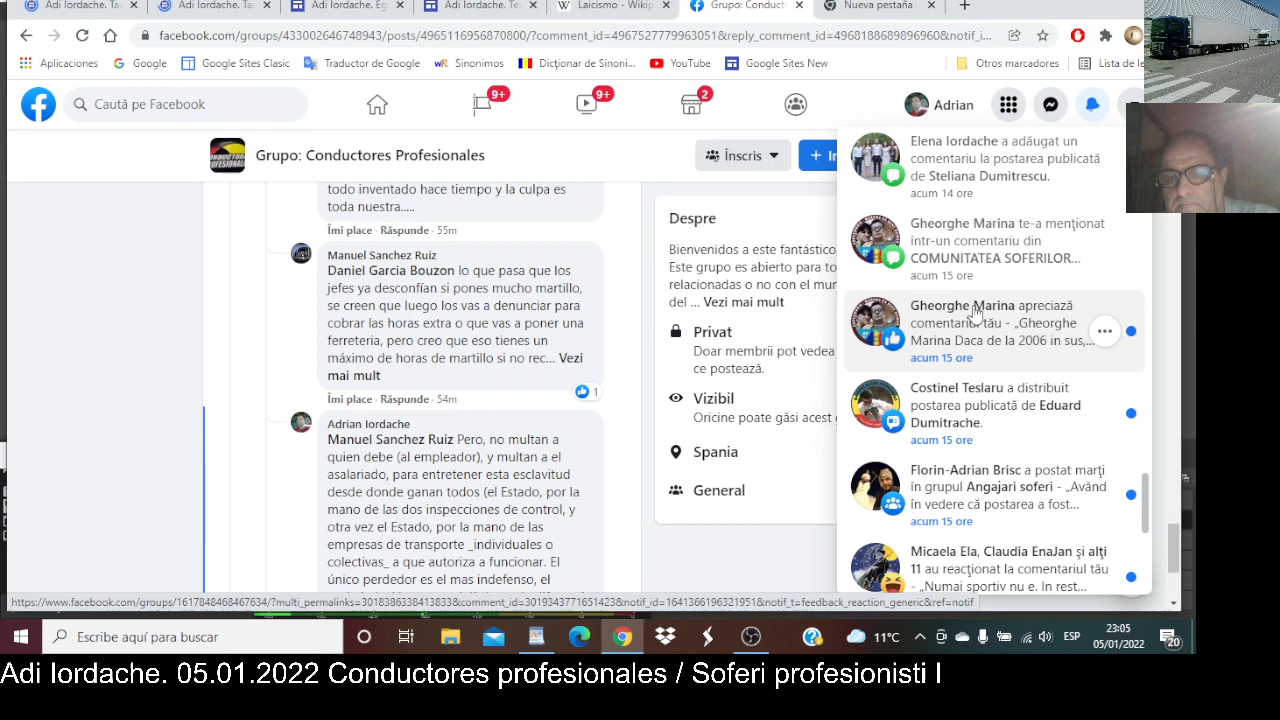 Adi Iordache. Tac
Adi Iordache. Tac
Adi Iordache. Eg
Adi Iordache. Te
Laicismo - Wikip
Grupo: Conduct
Nueva pestaña
facebook.com/groups/433002646748943/posts/4965116956870800/?comment_id=4967527779963051&reply_comment_id=4968188689896960&notif_i...
Aplicaciones
Google
Google Sites Clasic
Traductor de Google
Sinonimos
Dicţionar de Sinoni...
YouTube
Google Sites New
Otros marcadores
Lista de le
Caută pe Facebook
9+
9+
2
Adrian
Grupo: Conductores Profesionales
Înscris
todo inventado hace tiempo y la culpa es
toda nuestra.....
Îmi place · Răspunde · 55m
Manuel Sanchez Ruiz
Daniel Garcia Bouzon lo que pasa que los
jefes ya desconfían si pones mucho martillo,
se creen que luego los vas a denunciar para
cobrar las horas extra o que vas a poner una
ferreteria, pero creo que eso tienes un
máximo de horas de martillo si no rec... Vezi
mai mult
1
Îmi place · Răspunde · 54m
Adrian Iordache
Manuel Sanchez Ruiz Pero, no multan a
quien debe (al empleador), y multan a el
asalariado, para entretener esta esclavitud
desde donde ganan todos (el Estado, por la
mano de las dos inspecciones de control, y
otra vez el Estado, por la mano de las
empresas de transporte _individuales o
colectivas_ a que autoriza a funcionar. El
único perdedor es el mas indefenso, el
Despre
Bienvenidos a este fantástico
Este grupo es abierto para to
relacionadas o no con el mun
del ... Vezi mai mult
Privat
Doar membrii pot vedea
ce postează.
Vizibil
Oricine poate găsi acest g
Spania
General
Elena Iordache a adăugat un
comentariu la postarea publicată
de Steliana Dumitrescu.
acum 14 ore
Gheorghe Marina te-a menţionat
într-un comentariu din
COMUNITATEA SOFERILOR...
acum 15 ore
Gheorghe Marina apreciază
comentariul tău - „Gheorghe
Marina Daca de la 2006 in sus,...
acum 15 ore
Costinel Teslaru a distribuit
postarea publicată de Eduard
Dumitrache.
acum 15 ore
Florin-Adrian Brisc a postat marţi
în grupul Angajari soferi - „Având
în vedere că postarea a fost...
acum 15 ore
Micaela Ela, Claudia EnaJan şi alţi
11 au reacţionat la comentariul tău
- „Numai sportiv nu e. In rest...
https://www.facebook.com/groups/1617848468467634/?multi_permalinks=3018386338413833&comment_id=3019343771651423&notif_id=1641366196321951&notif_t=feedback_reaction_generic&ref=notif
Escribe aquí para buscar
11°C
ESP
23:05
05/01/2022
20
Adi Iordache. 05.01.2022 Conductores profesionales / Soferi profesionisti I